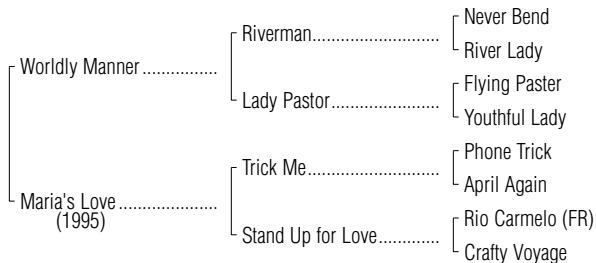 Never Bend
Riverman
River Lady
Worldly Manner
Flying Paster
Lady Pastor
Youthful Lady
Phone Trick
Trick Me
April Again
Maria's Love
(1995)
Rio Carmelo (FR)
Stand Up for Love
Crafty Voyage